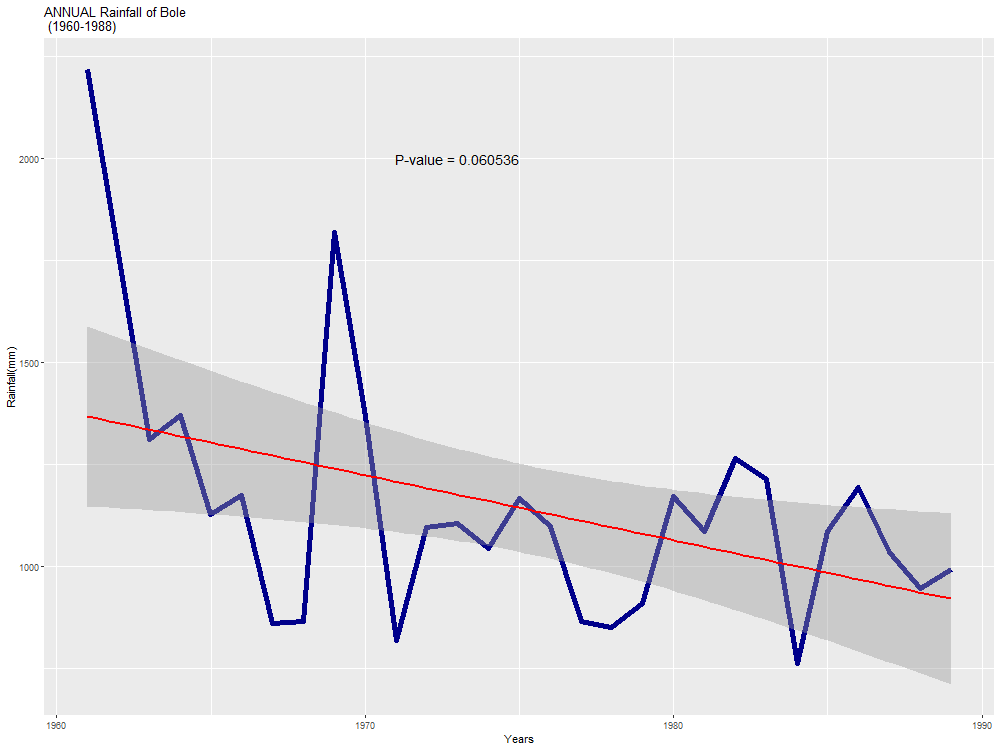 ANNUAL Rainfall of Bole
(1960-1988)
P-value = 0.060536
Rainfall(mm)
2000
1500
1000
1960
1970
1980
1990
Years